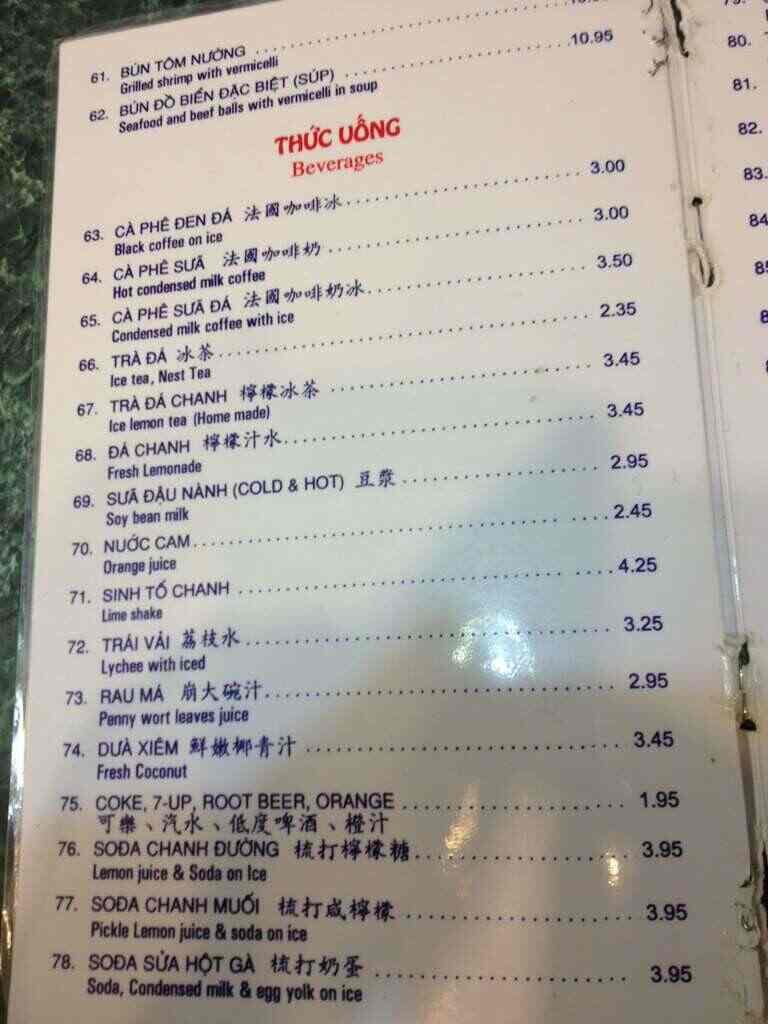 61. BÚN TÔM NƯỚNG
Grilled shrimp with vermicelli
62. BÚN ĐỒ BIỂN ĐẶC BIỆT (SÚP) 10.95
Seafood and beef balls with vermicelli in soup
THỨC UỐNG
Beverages
63. CÀ PHÊ ĐEN ĐÁ 法國咖啡冰 3.00
Black coffee on ice
64. CÀ PHÊ SUÃ 法國咖啡奶 3.00
Hot condensed milk coffee
65. CÀ PHÊ SUÃ ĐÁ 法國咖啡奶冰 3.50
Condensed milk coffee with ice
66. TRÀ ĐÁ 冰茶 2.35
Ice tea, Nest Tea
67. TRÀ ĐÁ CHANH 檸檬冰茶 3.45
Ice lemon tea (Home made)
68. ĐÁ CHANH 檸檬汁水 3.45
Fresh Lemonade
69. SUÃ ĐẬU NÀNH (COLD & HOT) 豆漿 2.95
Soy bean milk
70. NUỚC CAM 2.45
Orange juice
71. SINH TỐ CHANH 4.25
Lime shake
72. TRÁI VẢI 荔枝水 3.25
Lychee with iced
73. RAU MÁ 崩大碗汁 2.95
Penny wort leaves juice
74. DUÀ XIÊM 鮮嫩椰青汁 3.45
Fresh Coconut
75. COKE, 7-UP, ROOT BEER, ORANGE 1.95
可樂、汽水、低度啤酒、橙汁
76. SOĐA CHANH ĐƯỜNG 梳打檸檬糖 3.95
Lemon juice & Soda on Ice
77. SOĐA CHANH MUỐI 梳打咸檸檬 3.95
Pickle Lemon juice & soda on ice
78. SOĐA SỬA HỘT GÀ 梳打奶蛋 3.95
Soda, Condensed milk & egg yolk on ice
80.
81.
82.
83.